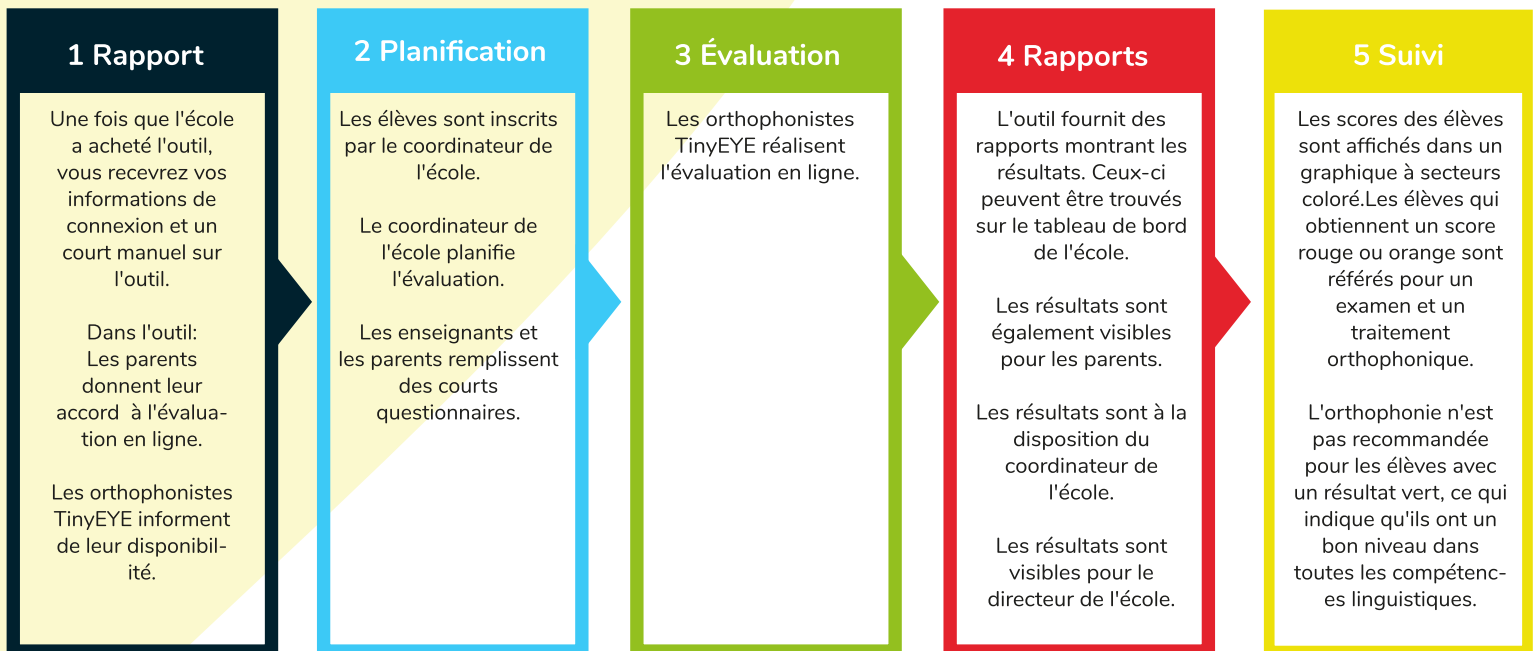 1 Rapport
Une fois que l'école
a acheté l'outil,
vous recevrez vos
informations de
connexion et un
court manuel sur
l'outil.
Dans l'outil:
Les parents
donnent leur
accord  à l'évalua-
tion en ligne.
Les orthophonistes
TinyEYE informent
de leur disponibil-
ité.
2 Planification
Les élèves sont inscrits
par le coordinateur de
l'école.
Le coordinateur de
l'école planifie
l'évaluation.
Les enseignants et
les parents remplissent
des courts
questionnaires.
3 Évaluation
Les orthophonistes
TinyEYE réalisent
l'évaluation en ligne.
4 Rapports
L'outil fournit des
rapports montrant les
résultats. Ceux-ci
peuvent être trouvés
sur le tableau de bord
de l'école.
Les résultats sont
également visibles
pour les parents.
Les résultats sont à la
disposition du
coordinateur de
l'école.
Les résultats sont
visibles pour le
directeur de l'école.
5 Suivi
Les scores des élèves
sont affichés dans un
graphique à secteurs
coloré.Les élèves qui
obtiennent un score
rouge ou orange sont
référés pour un
examen et un
traitement
orthophonique.
L'orthophonie n'est
pas recommandée
pour les élèves avec
un résultat vert, ce qui
indique qu'ils ont un
bon niveau dans
toutes les compétenc-
es linguistiques.